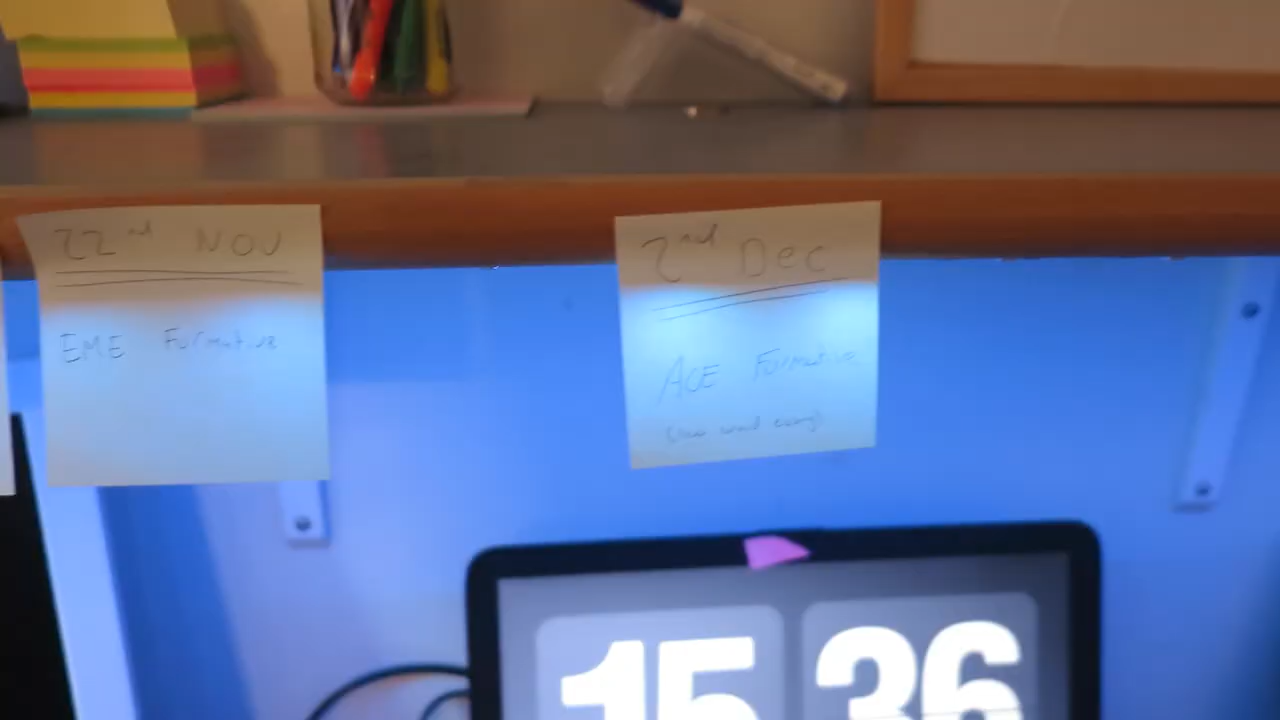 22nd NOV
EME Formative
2nd Dec
ACE Formative
15 36